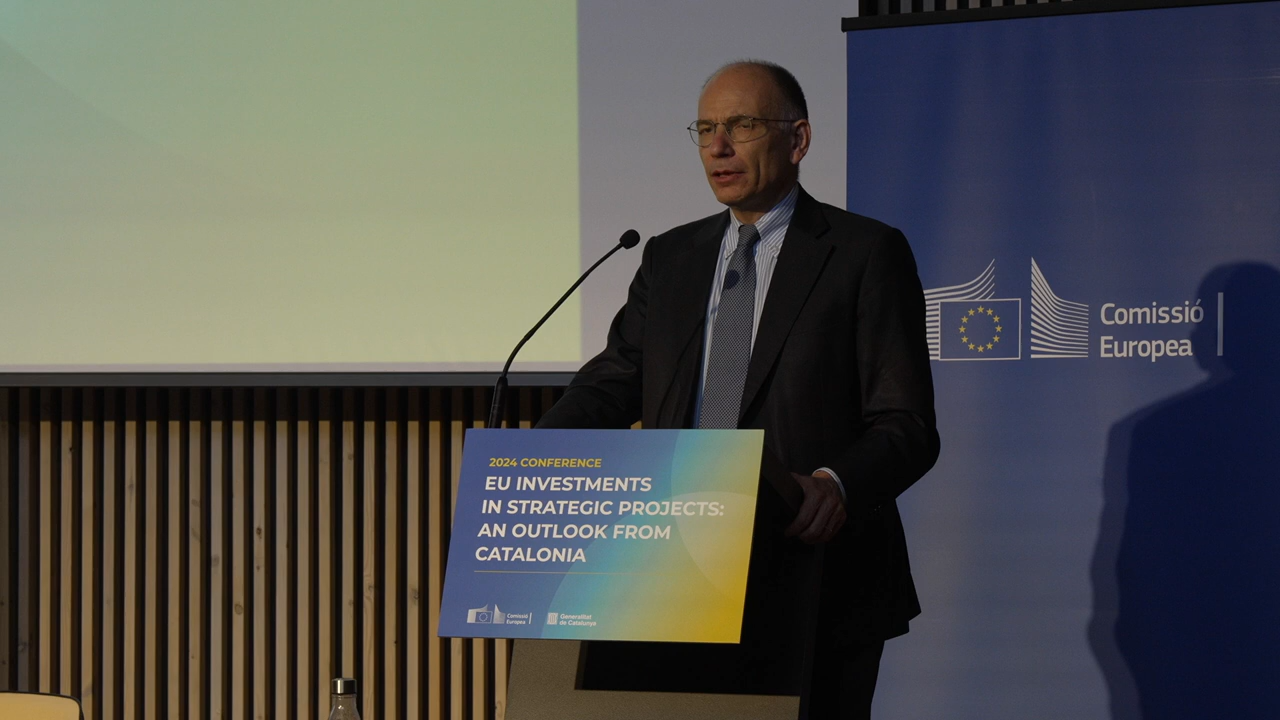 Comissió
Europea
2024 CONFERENCE
EU INVESTMENTS
IN STRATEGIC PROJECTS:
AN OUTLOOK FROM
CATALONIA
Comissió
Europea
Generalitat
de Catalunya